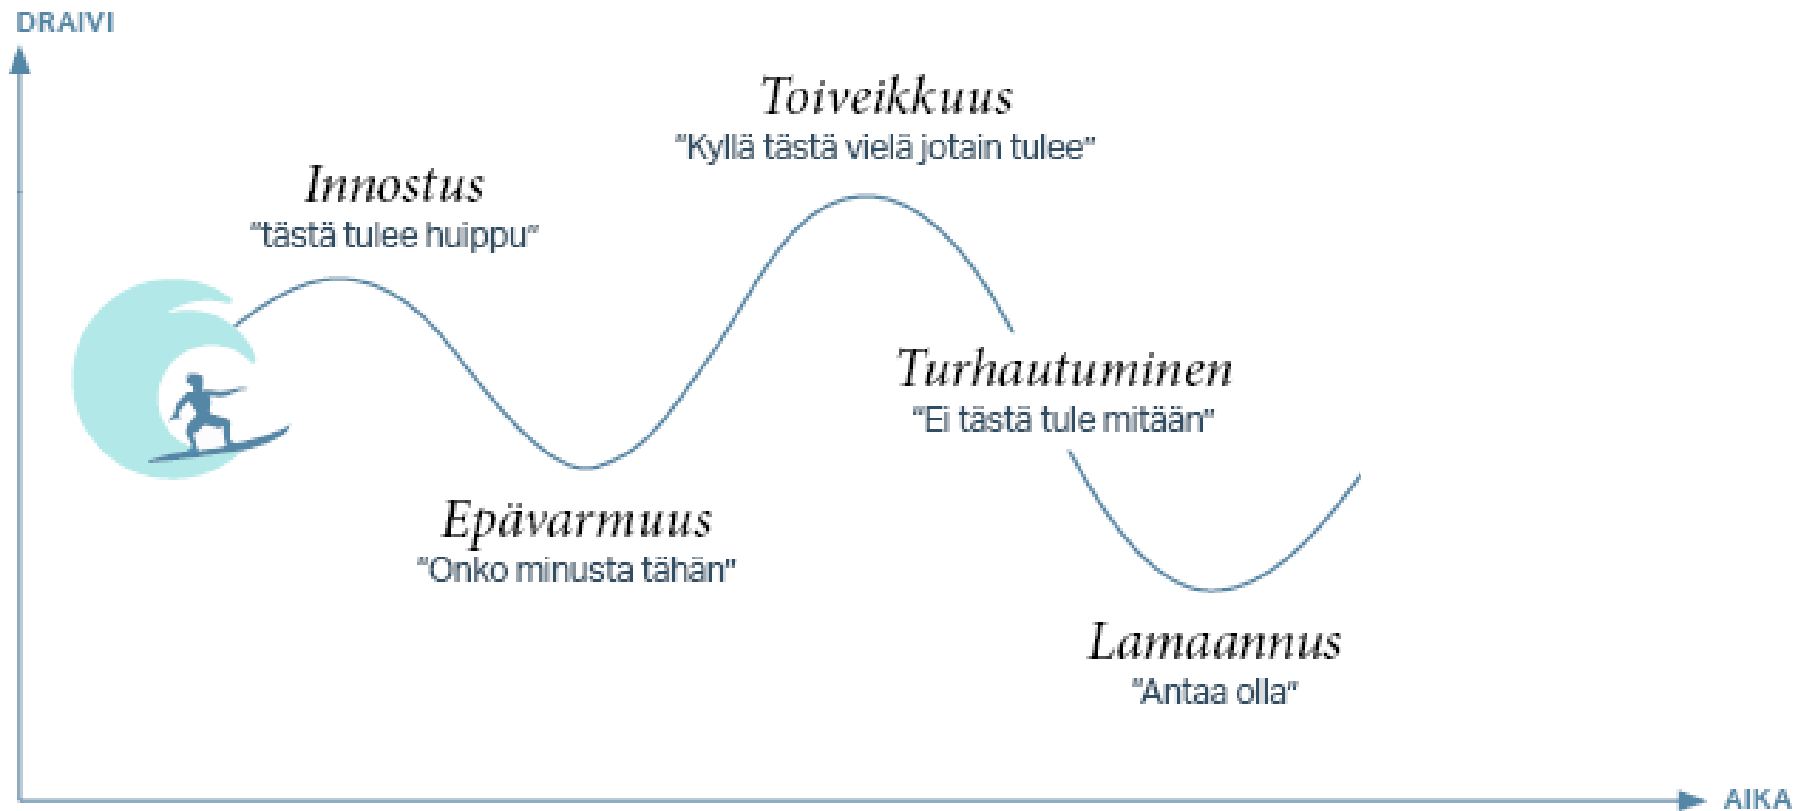 DRAIVI
Toiveikkuus
"Kyllä tästä vielä jotain tulee"
Innostus
"tästä tulee huippu"
Turhautuminen
"Ei tästä tule mitään"
Epävarmuus
"Onko minusta tähän"
Lamaannus
"Antaa olla"
AIKA